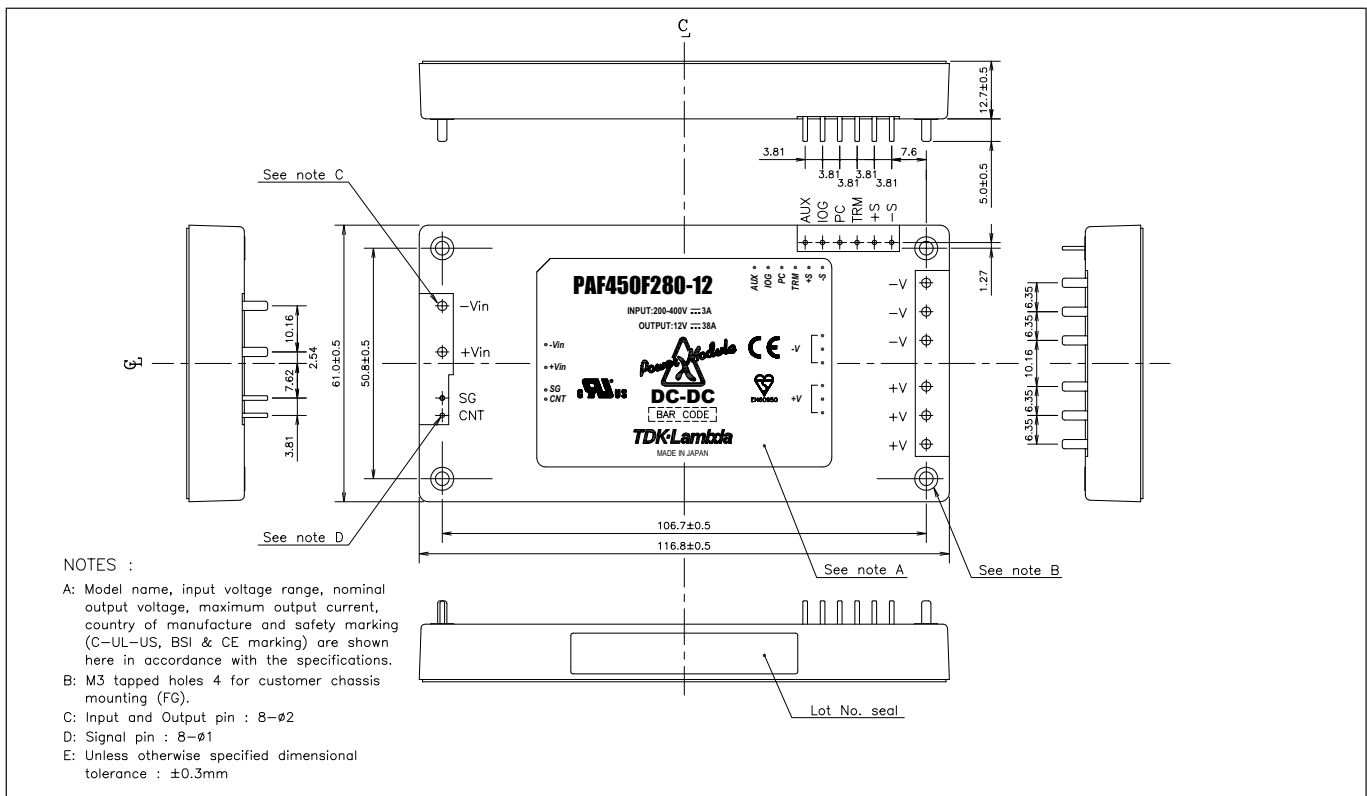 C
L
12.7±0.5
3.81
7.6
3.81
3.81
3.81
3.81
5.0±0.5
See note C
AUX
IOG
PC
TRM
+S
-S
1.27
PAF450F280-12
AUX
IOG
PC
TRM
+S
-S
INPUT:200-400V 3A
OUTPUT:12V 38A
-Vin
+Vin
SG
CNT
-Vin
+Vin
SG
CNT
Power Module
DC-DC
BAR CODE
TDK·Lambda
MADE IN JAPAN
C
US
CE
EN60950
-V
+V
-V
-V
-V
+V
+V
+V
C
L
10.16
2.54
7.62
3.81
61.0±0.5
50.8±0.5
6.35
6.35
10.16
6.35
6.35
See note D
106.7±0.5
116.8±0.5
See note A
See note B
Lot No. seal
NOTES :
A: Model name, input voltage range, nominal
output voltage, maximum output current,
country of manufacture and safety marking
(C-UL-US, BSI & CE marking) are shown
here in accordance with the specifications.
B: M3 tapped holes 4 for customer chassis
mounting (FG).
C: Input and Output pin : 8-ø2
D: Signal pin : 8-ø1
E: Unless otherwise specified dimensional
tolerance : ±0.3mm